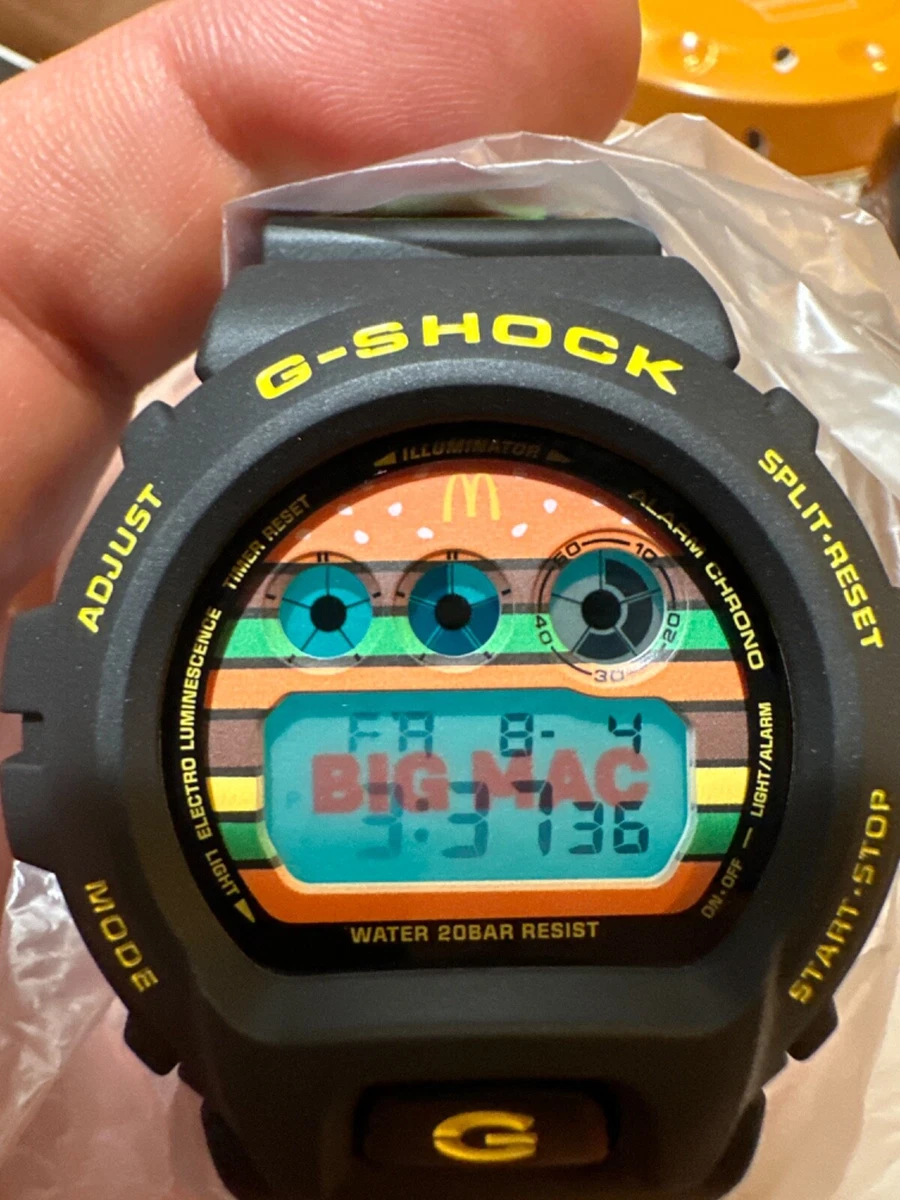 G-SHOCK
ADJUST
SPLIT·RESET
MODE
START·STOP
ILLUMINATOR
TIMER RESET
ALARM CHRONO
ELECTRO LUMINESCENCE
LIGHT
LIGHT/ALARM
ON·OFF
60 10
40 20
30
FR 8- 4
BIG MAC
P 3:37 36
WATER 20BAR RESIST
G